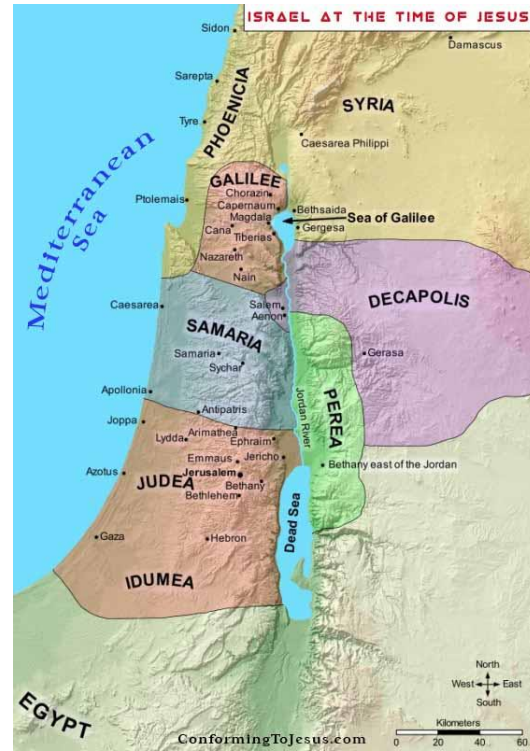 ISRAEL AT THE TIME OF JESUS
Sidon
Damascus
Sarepta
PHOENICIA
SYRIA
Tyre
Caesarea Philippi
Mediterranean
Sea
GALILEE
Chorazin
Ptolemais
Capernaum
Bethsaida
Magdala
Sea of Galilee
Cana
Gergesa
Tiberias
Nazareth
Nain
DECAPOLIS
Caesarea
Salem
Aenon
SAMARIA
Samaria
Gerasa
Sychar
Jordan River
PEREA
Apollonia
Antipatris
Joppa
Arimathea
Lydda
Ephraim
Emmaus
Jericho
Bethany east of the Jordan
Azotus
Jerusalem
JUDEA
Bethany
Bethlehem
Dead Sea
Gaza
Hebron
IDUMEA
EGYPT
North
West East
South
Kilometers
0 20 40 60
ConformingToJesus.com